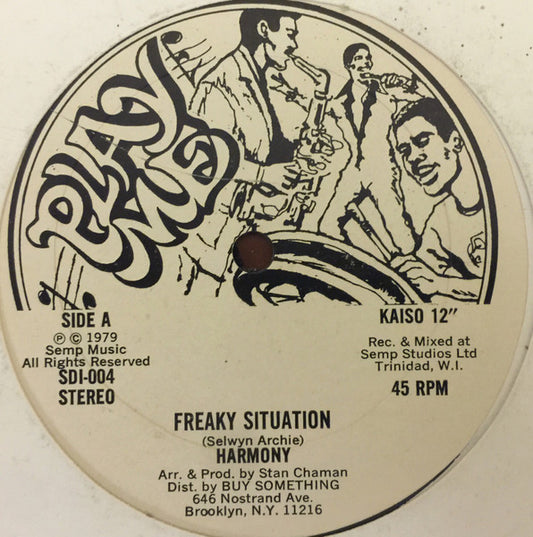 PLAY
ME
SIDE A
Ⓟ © 1979
Semp Music
All Rights Reserved
SDI-004
STEREO
KAISO 12"
Rec. & Mixed at
Semp Studios Ltd
Trinidad, W.I.
45 RPM
FREAKY SITUATION
(Selwyn Archie)
HARMONY
Arr. & Prod. by Stan Chaman
Dist. by BUY SOMETHING
646 Nostrand Ave.
Brooklyn, N.Y. 11216